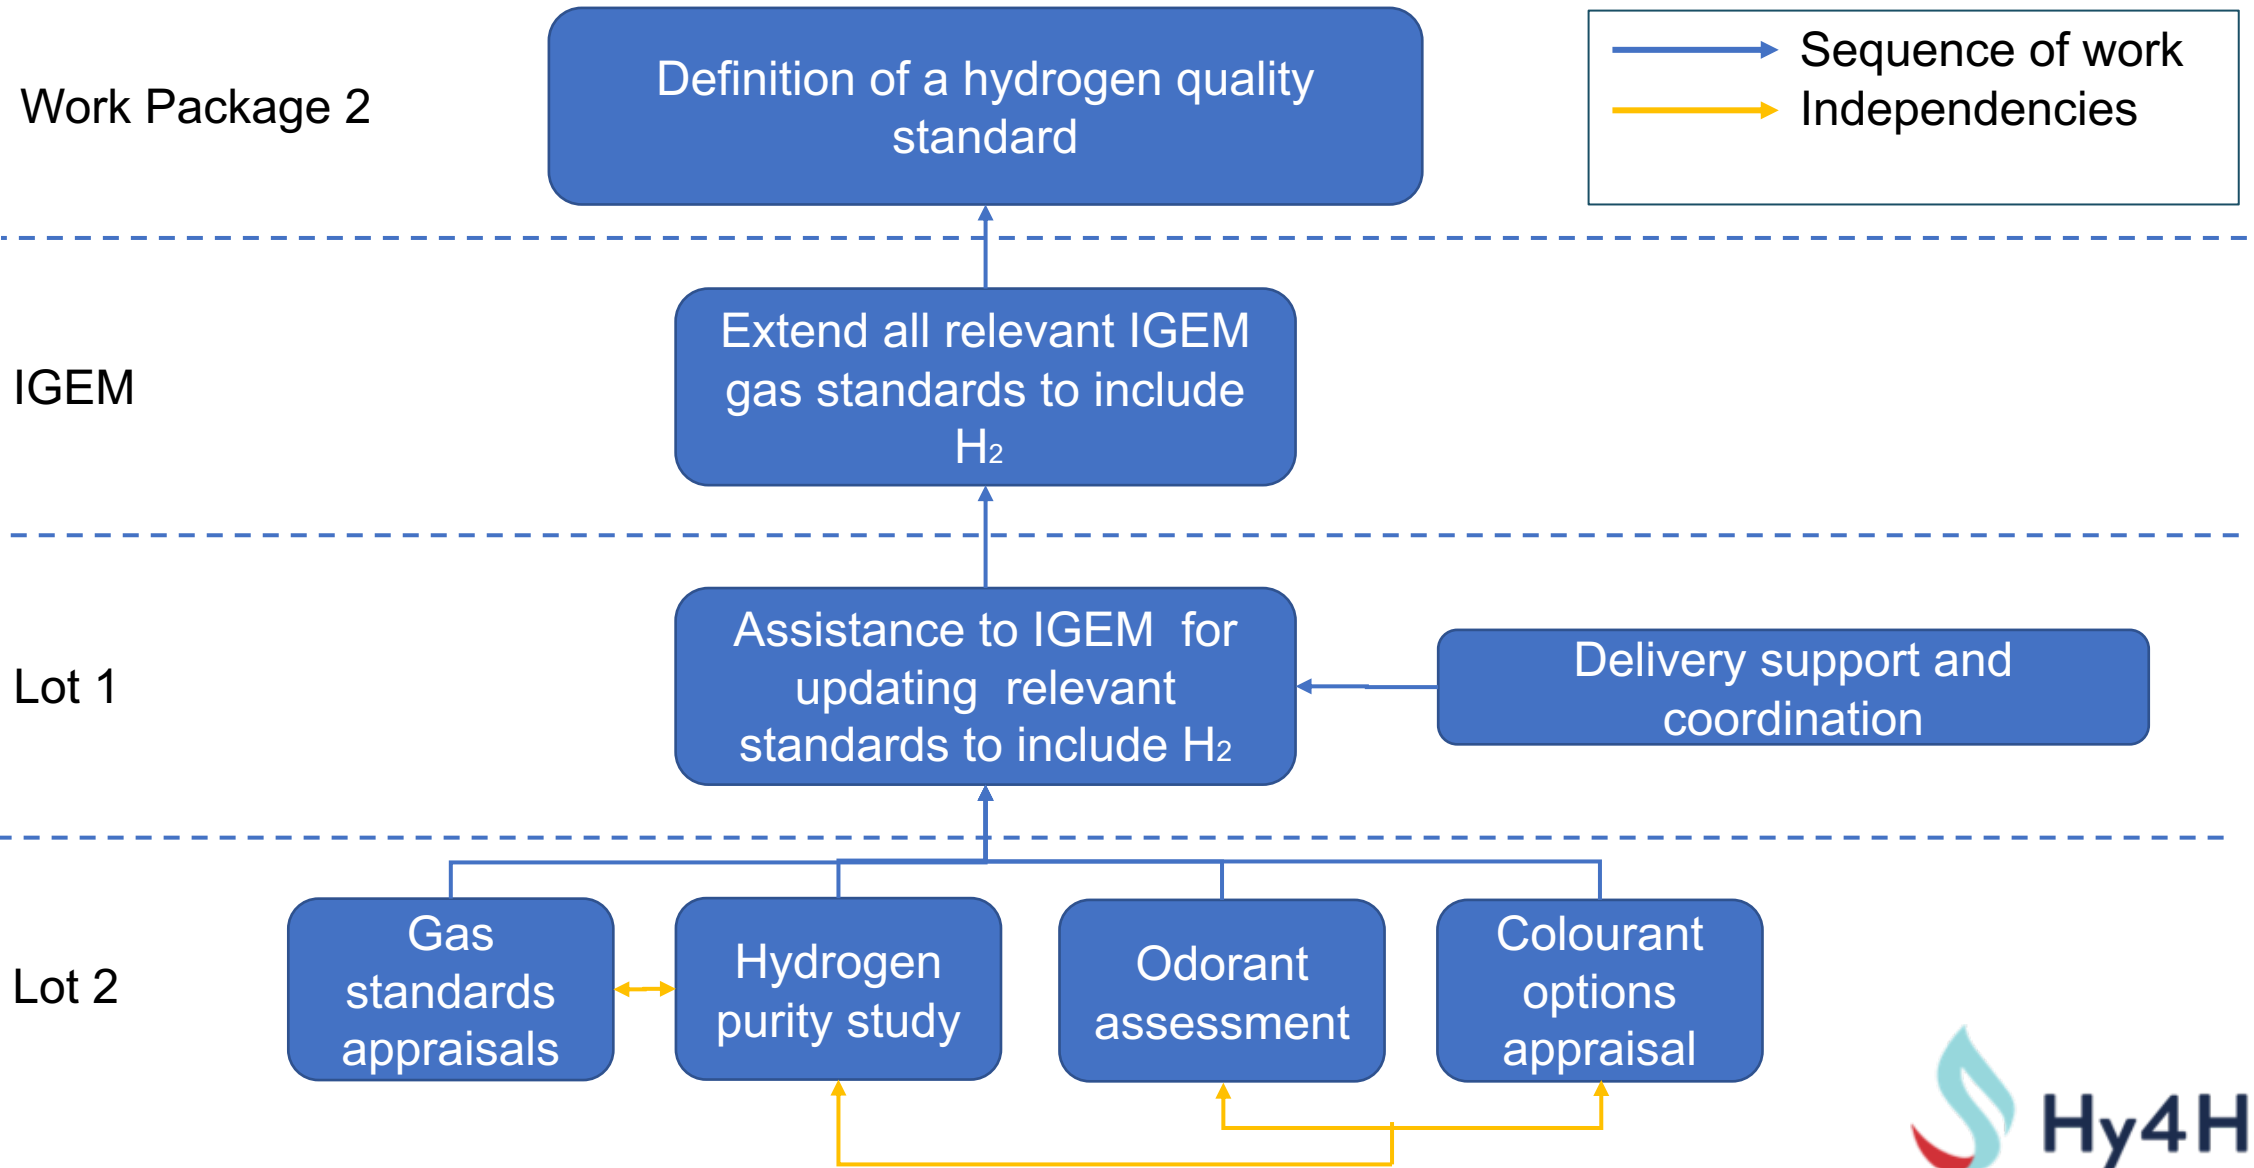 Work Package 2
Definition of a hydrogen quality
standard
Sequence of work
Independencies
IGEM
Extend all relevant IGEM
gas standards to include
H₂
Lot 1
Assistance to IGEM for
updating relevant
standards to include H₂
Delivery support and
coordination
Lot 2
Gas
standards
appraisals
Hydrogen
purity study
Odorant
assessment
Colourant
options
appraisal
Hy4H